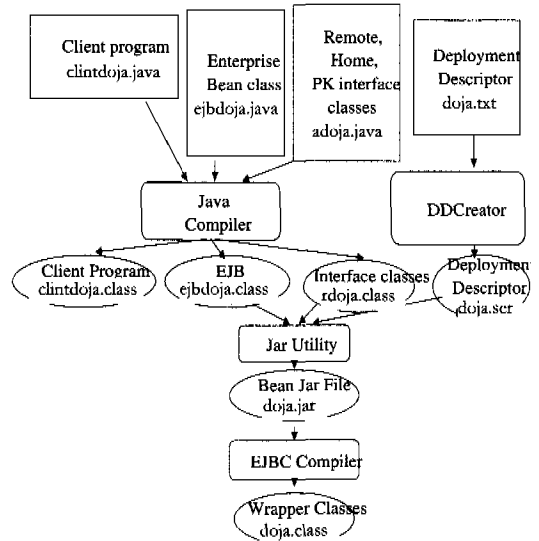 Client program
clintdoja.java
Enterprise
Bean class
ejbdoja.java
Remote,
Home,
PK interface
classes
adoja.java
Deployment
Descriptor
doja.txt
Java
Compiler
DDCreator
Client Program
clintdoja.class
EJB
ejbdoja.class
Interface classes
rdoja.class
Deployment
Descriptor
doja.scr
Jar Utility
Bean Jar File
doja.jar
EJBC Compiler
Wrapper Classes
doja.class